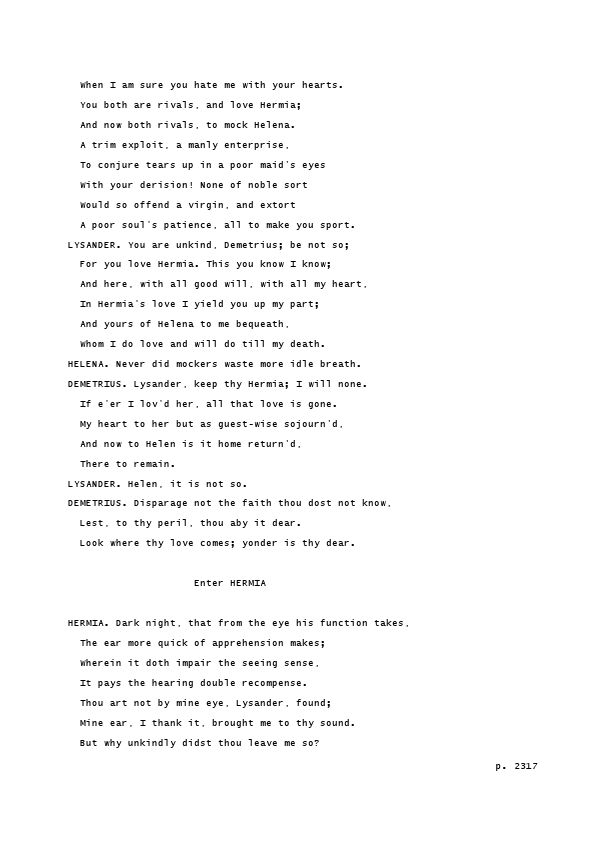 When I am sure you hate me with your hearts.
You both are rivals, and love Hermia;
And now both rivals, to mock Helena.
A trim exploit, a manly enterprise,
To conjure tears up in a poor maid's eyes
With your derision! None of noble sort
Would so offend a virgin, and extort
A poor soul's patience, all to make you sport.
LYSANDER. You are unkind, Demetrius; be not so;
For you love Hermia. This you know I know;
And here, with all good will, with all my heart,
In Hermia's love I yield you up my part;
And yours of Helena to me bequeath,
Whom I do love and will do till my death.
HELENA. Never did mockers waste more idle breath.
DEMETRIUS. Lysander, keep thy Hermia; I will none.
If e'er I lov'd her, all that love is gone.
My heart to her but as guest-wise sojourn'd,
And now to Helen is it home return'd,
There to remain.
LYSANDER. Helen, it is not so.
DEMETRIUS. Disparage not the faith thou dost not know,
Lest, to thy peril, thou aby it dear.
Look where thy love comes; yonder is thy dear.
Enter HERMIA
HERMIA. Dark night, that from the eye his function takes,
The ear more quick of apprehension makes;
Wherein it doth impair the seeing sense,
It pays the hearing double recompense.
Thou art not by mine eye, Lysander, found;
Mine ear, I thank it, brought me to thy sound.
But why unkindly didst thou leave me so?
p. 2317